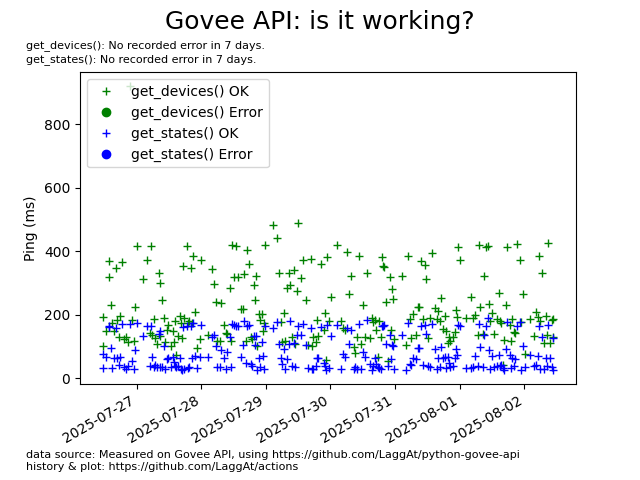 Govee API: is it working?
get_devices(): No recorded error in 7 days.
get_states(): No recorded error in 7 days.
get_devices() OK
get_devices() Error
get_states() OK
get_states() Error
Ping (ms)
800
600
400
200
0
2025-07-27
2025-07-28
2025-07-29
2025-07-30
2025-07-31
2025-08-01
2025-08-02
data source: Measured on Govee API, using https://github.com/LaggAt/python-govee-api
history & plot: https://github.com/LaggAt/actions